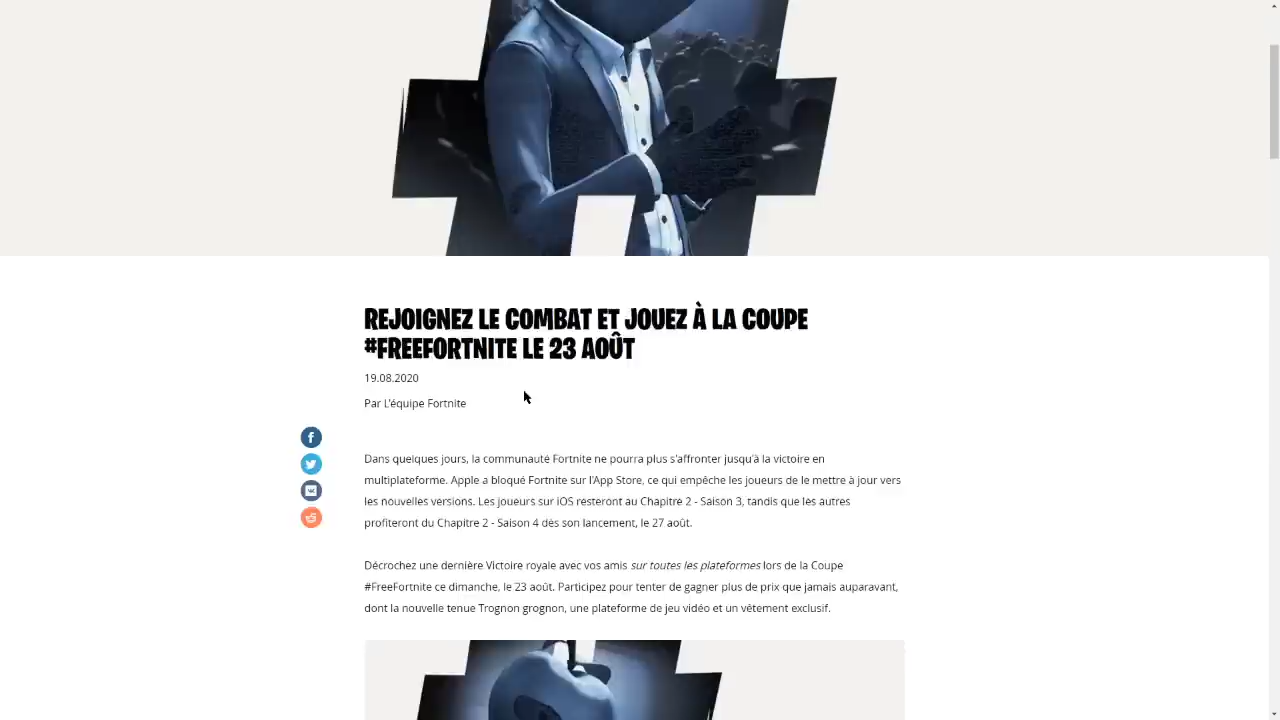 REJOIGNEZ LE COMBAT ET JOUEZ À LA COUPE
#FREEFORTNITE LE 23 AOÛT
19.08.2020
Par L'équipe Fortnite
Dans quelques jours, la communauté Fortnite ne pourra plus s'affronter jusqu'à la victoire en
multiplateforme. Apple a bloqué Fortnite sur l'App Store, ce qui empêche les joueurs de le mettre à jour vers
les nouvelles versions. Les joueurs sur iOS resteront au Chapitre 2 - Saison 3, tandis que les autres
profiteront du Chapitre 2 - Saison 4 dès son lancement, le 27 août.
Décrochez une dernière Victoire royale avec vos amis sur toutes les plateformes lors de la Coupe
#FreeFortnite ce dimanche, le 23 août. Participez pour tenter de gagner plus de prix que jamais auparavant,
dont la nouvelle tenue Trognon grognon, une plateforme de jeu vidéo et un vêtement exclusif.